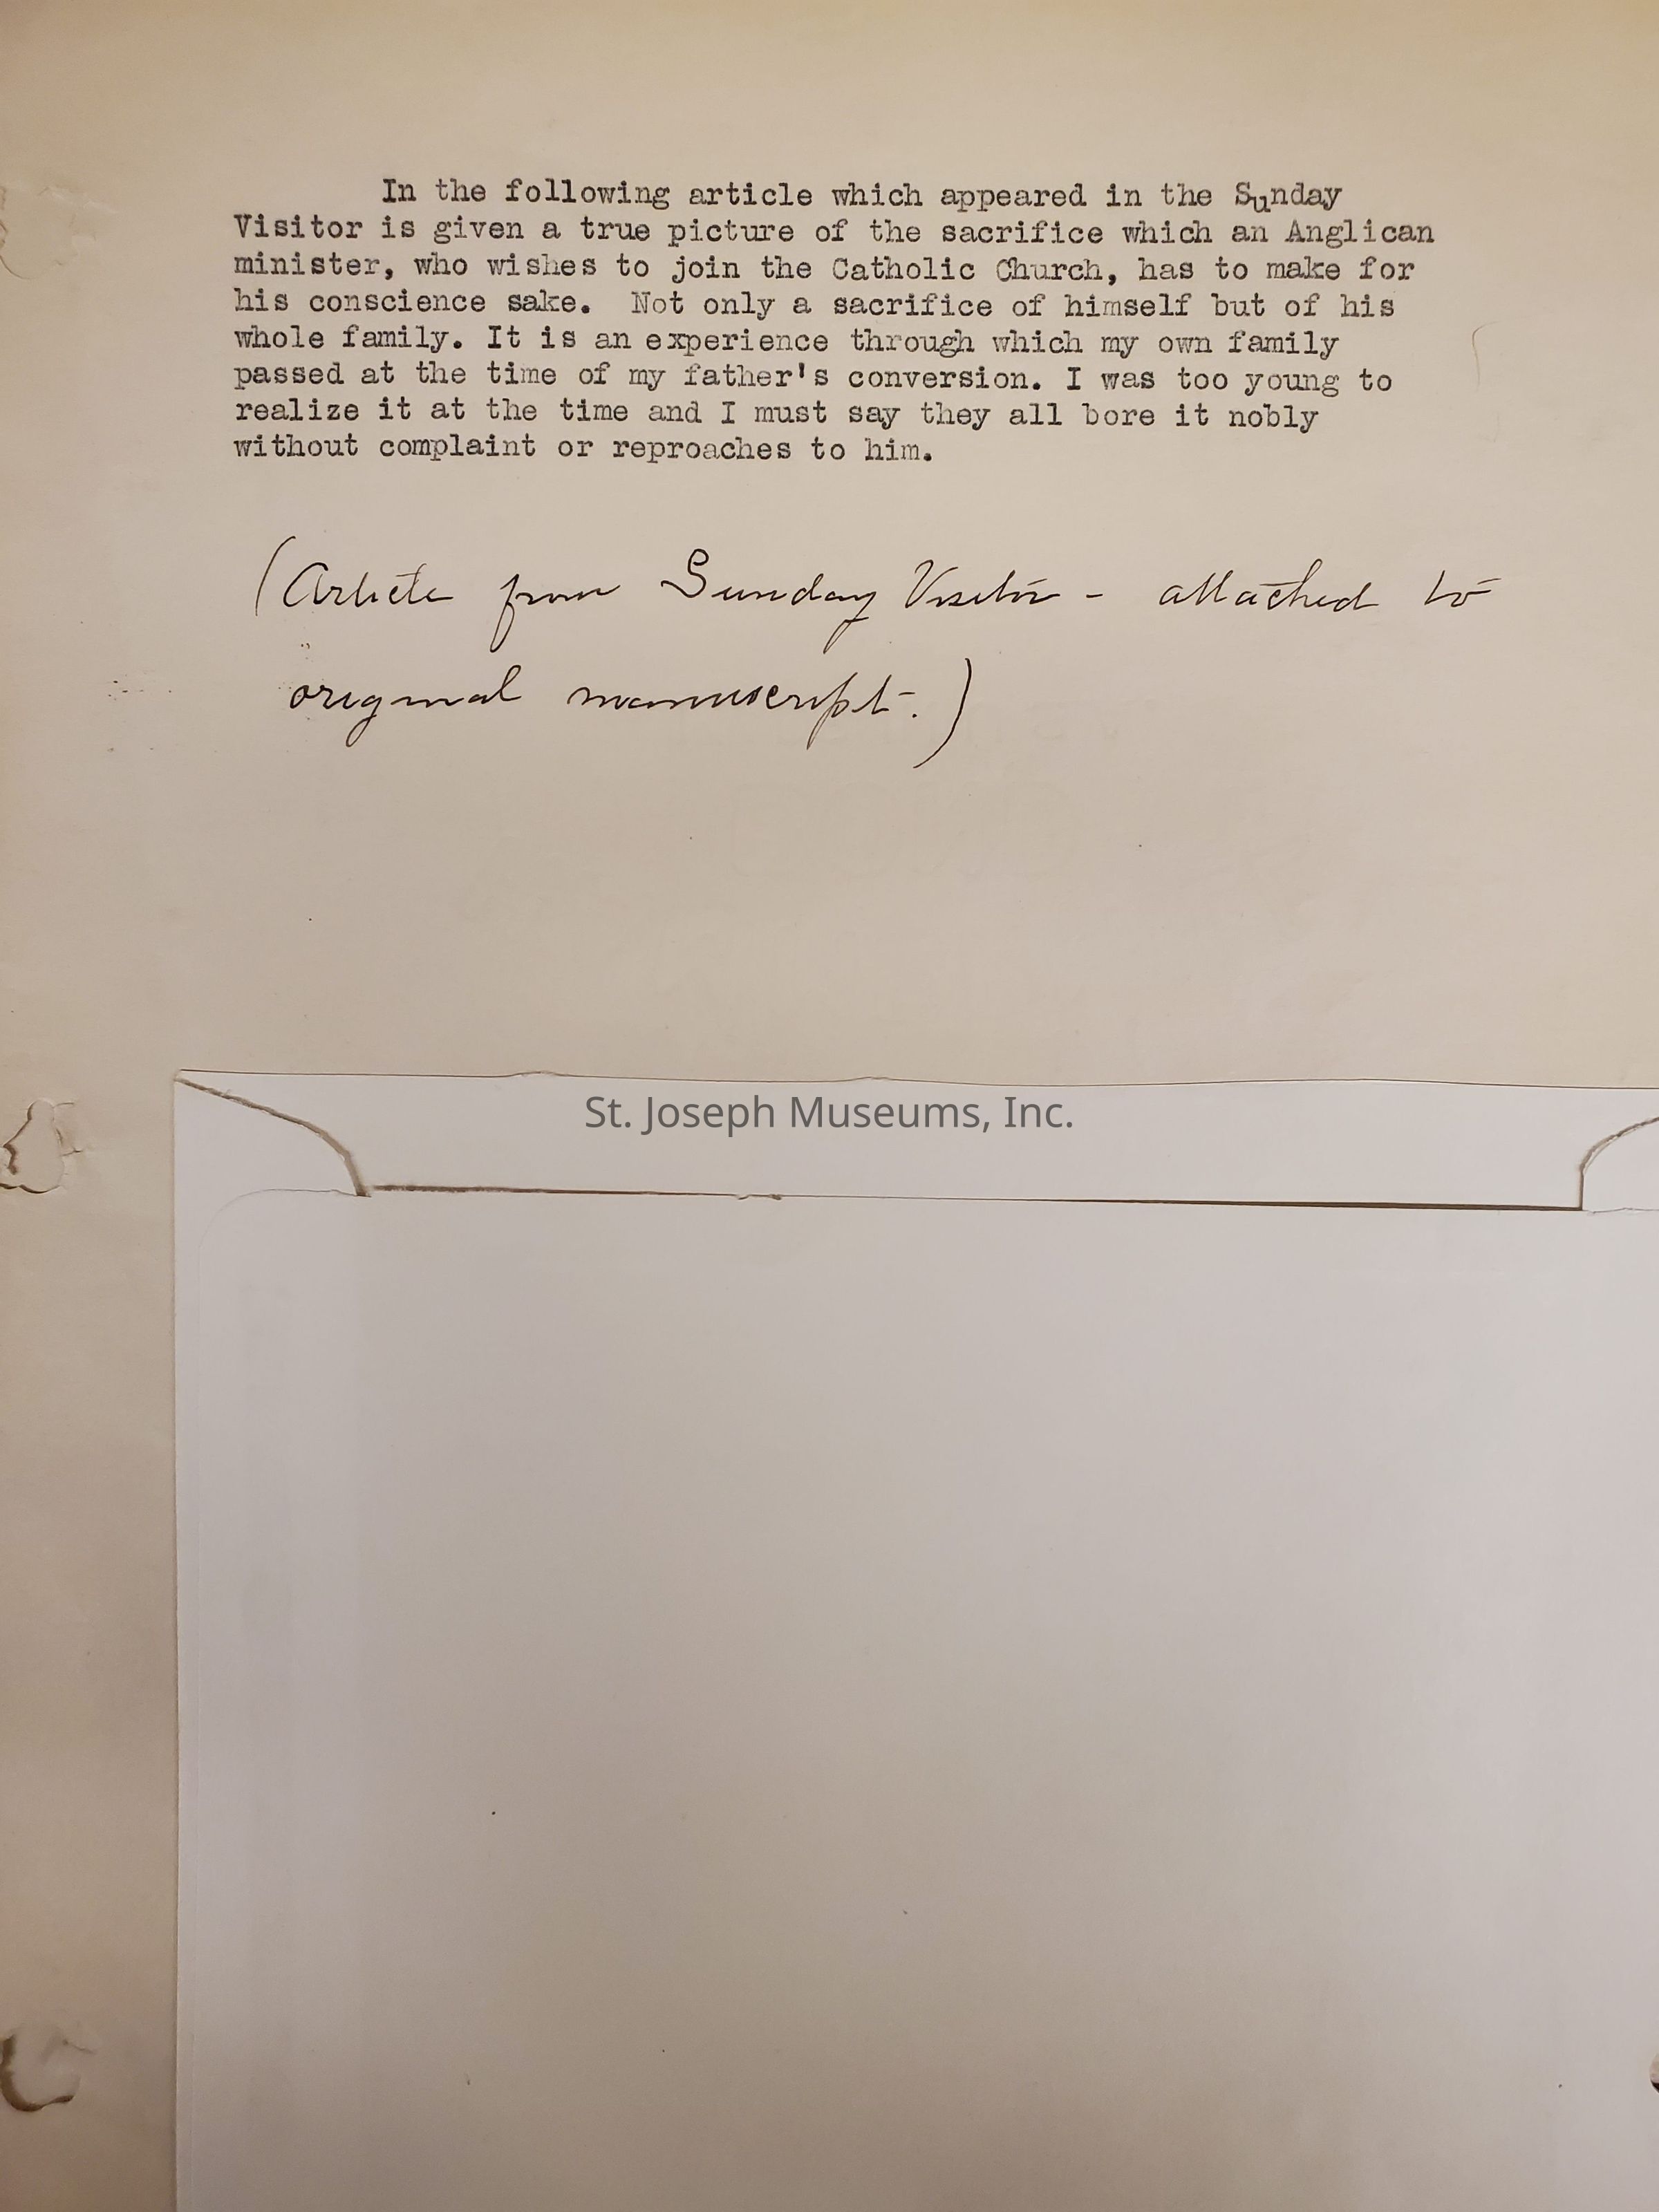 In the following article which appeared in the Sunday
Visitor is given a true picture of the sacrifice which an Anglican
minister, who wishes to join the Catholic Church, has to make for
his conscience sake.  Not only a sacrifice of himself but of his
whole family. It is an experience through which my own family
passed at the time of my father's conversion. I was too young to
realize it at the time and I must say they all bore it nobly
without complaint or reproaches to him.
(Article from Sunday Visitor - attached to
original manuscript.)
St. Joseph Museums, Inc.